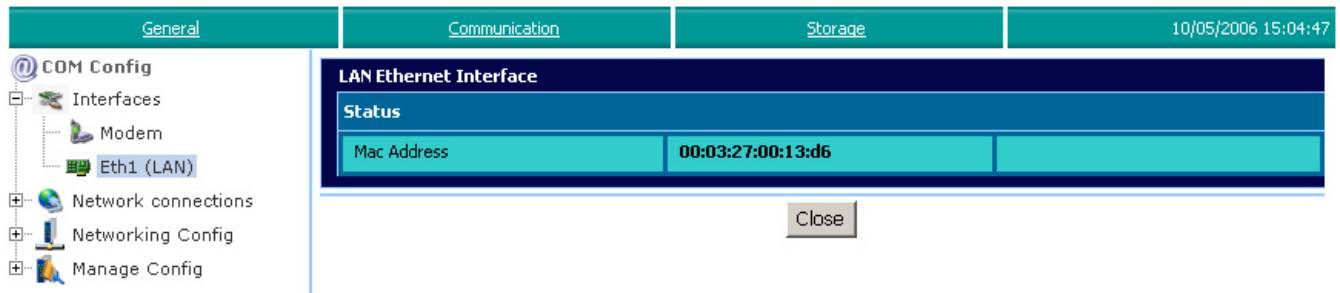 General Communication Storage 10/05/2006 15:04:47
COM Config
Interfaces
Modem
Eth1 (LAN)
Network connections
Networking Config
Manage Config
LAN Ethernet Interface
Status
Mac Address 00:03:27:00:13:d6
Close